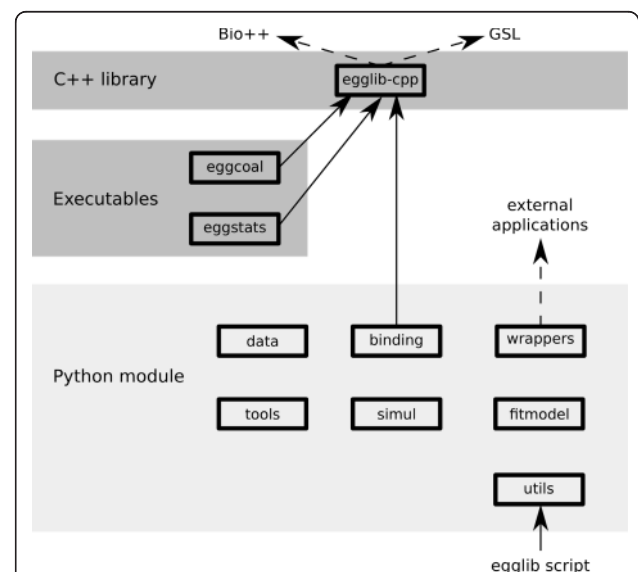 Bio++
GSL
C++ library
egglib-cpp
eggcoal
Executables
eggstats
external
applications
data
binding
wrappers
Python module
tools
simul
fitmodel
utils
egglib script